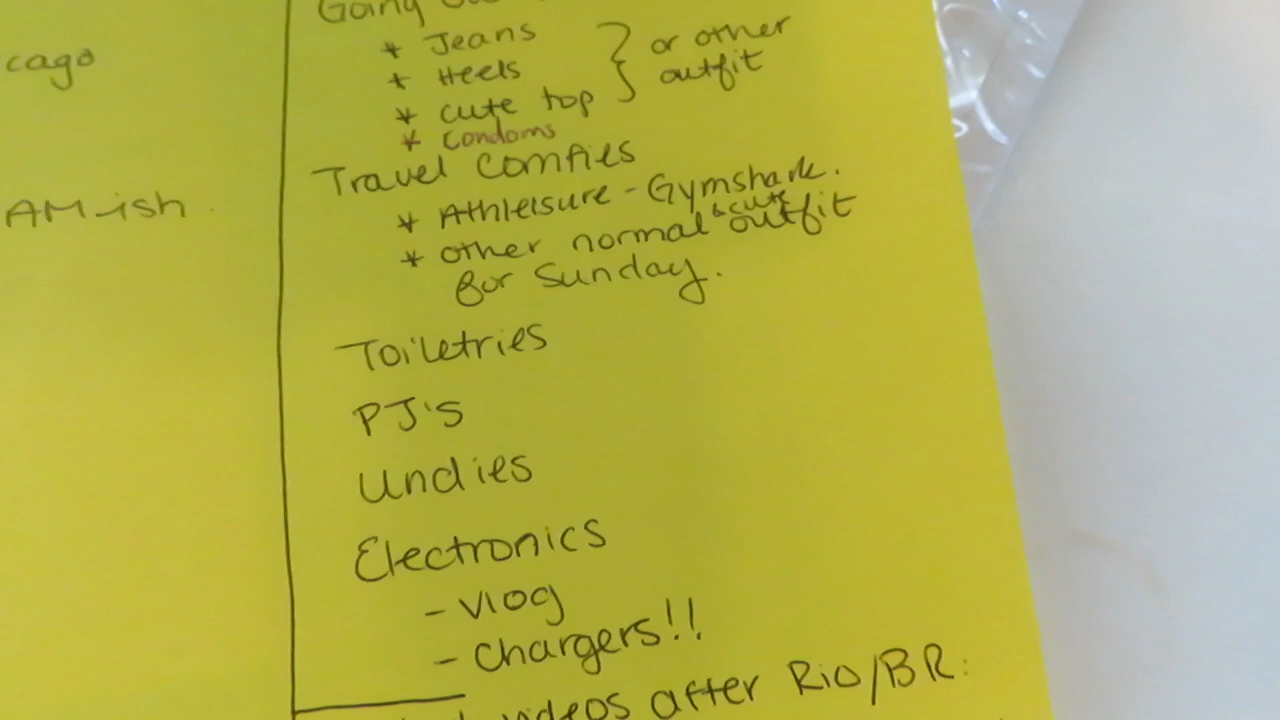 cago
AM-ish.
Going
* Jeans
* Heels
* cute top
} or other
outfit
* Condoms
Travel Comfies
* Athleisure - Gymshark.
* other normal & cute outfit
for Sunday.
Toiletries
PJ's
Undies
Electronics
- Vlog
- Chargers!!
videos after Rio/BR: